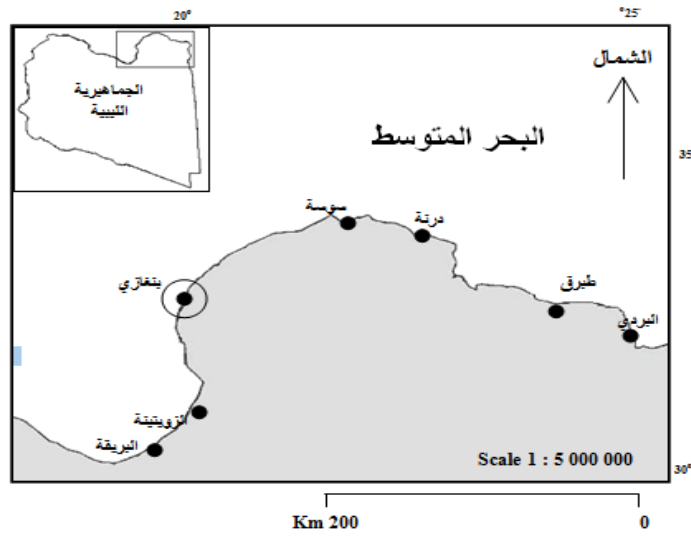 20°
°25'
الجماهيرية
الليبية
الشمال
البحر المتوسط
35
سوسة
درنة
بنغازي
طبرق
البردي
الزويتينة
البريقة
Scale 1 : 5 000 000
30°
Km 200
0